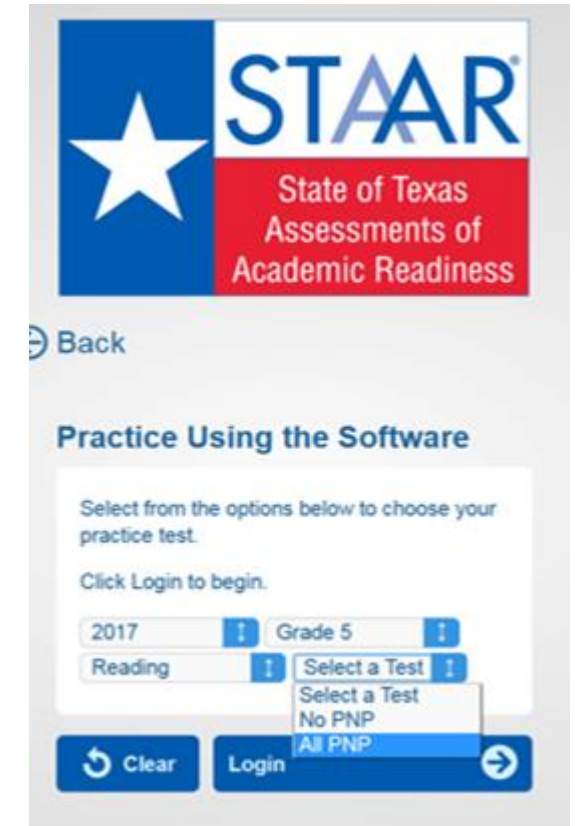 STAAR®
State of Texas
Assessments of
Academic Readiness
Back
Practice Using the Software
Select from the options below to choose your
practice test.
Click Login to begin.
2017 Grade 5
Reading Select a Test
Select a Test
No PNP
All PNP
Clear Login